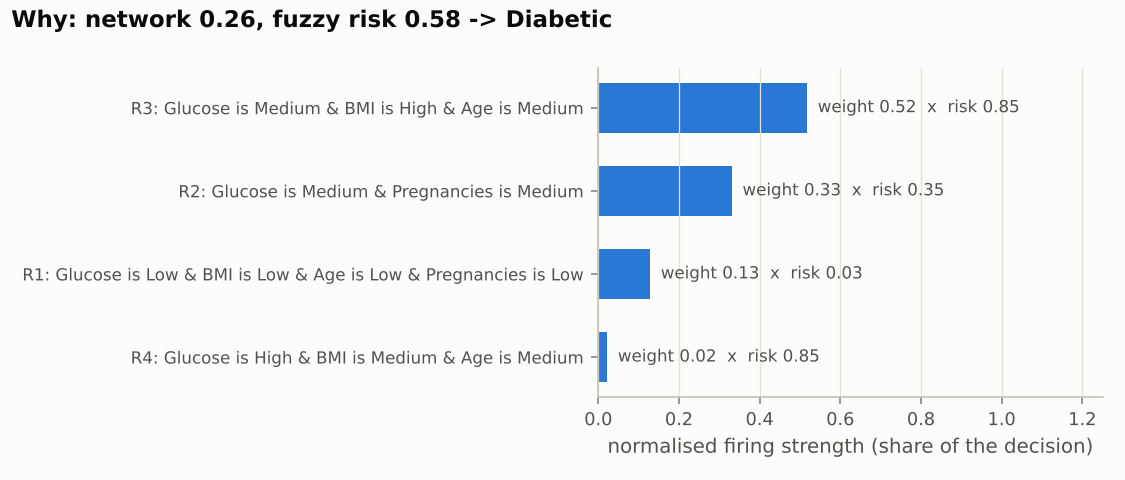 Why: network 0.26, fuzzy risk 0.58 -> Diabetic
R3: Glucose is Medium & BMI is High & Age is Medium
weight 0.52 x risk 0.85
R2: Glucose is Medium & Pregnancies is Medium
weight 0.33 x risk 0.35
R1: Glucose is Low & BMI is Low & Age is Low & Pregnancies is Low
weight 0.13 x risk 0.03
R4: Glucose is High & BMI is Medium & Age is Medium
weight 0.02 x risk 0.85
0.0 0.2 0.4 0.6 0.8 1.0 1.2
normalised firing strength (share of the decision)